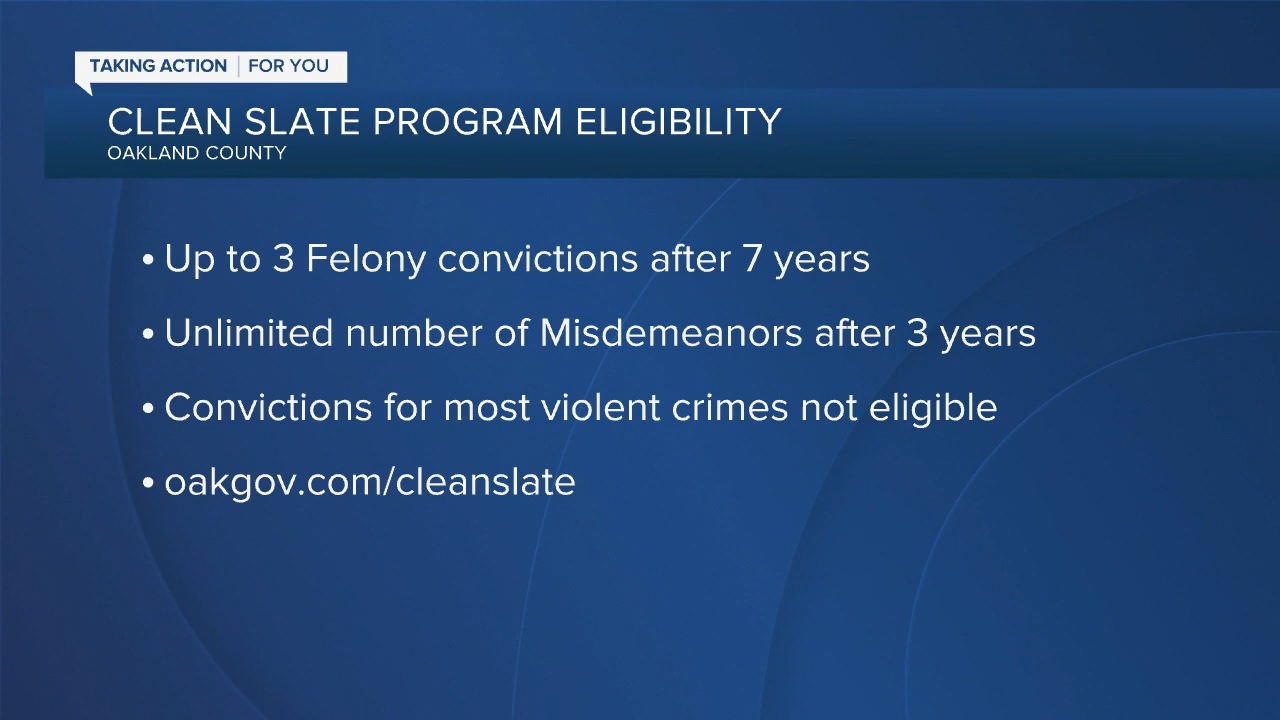 TAKING ACTION | FOR YOU
CLEAN SLATE PROGRAM ELIGIBILITY
OAKLAND COUNTY
• Up to 3 Felony convictions after 7 years
• Unlimited number of Misdemeanors after 3 years
• Convictions for most violent crimes not eligible
• oakgov.com/cleanslate